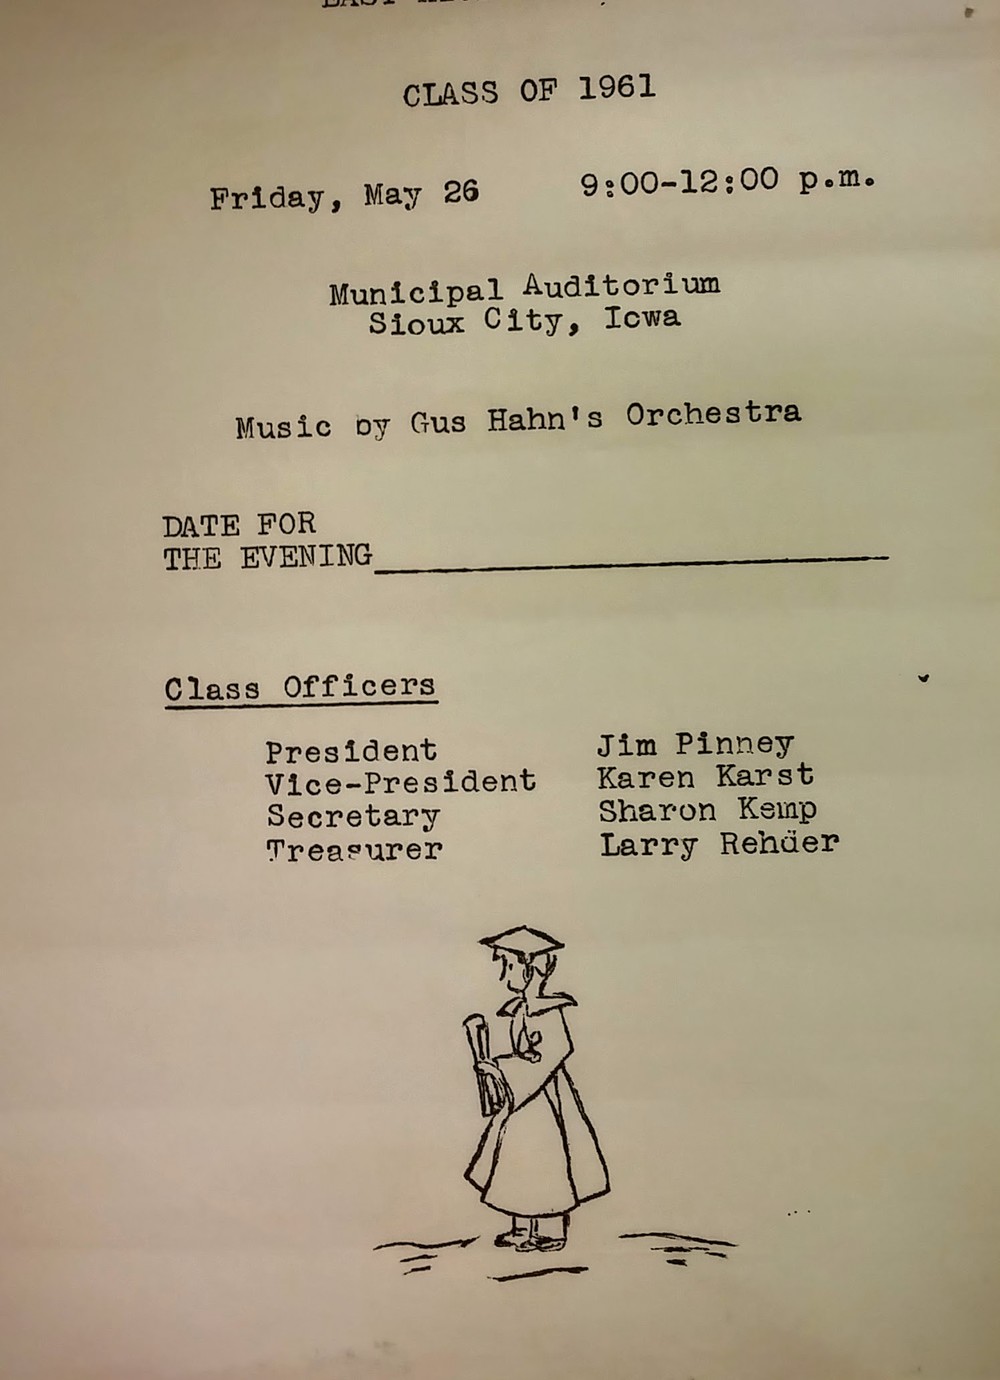 EAST
CLASS OF 1961
Friday, May 26 9:00-12:00 p.m.
Municipal Auditorium
Sioux City, Iowa
Music by Gus Hahn's Orchestra
DATE FOR
THE EVENING
Class Officers
President Jim Pinney
Vice-President Karen Karst
Secretary Sharon Kemp
Treasurer Larry Rehder